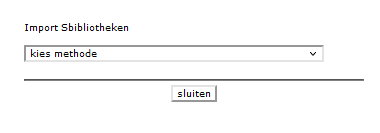 Import Sbibliotheken
kies methode
sluiten